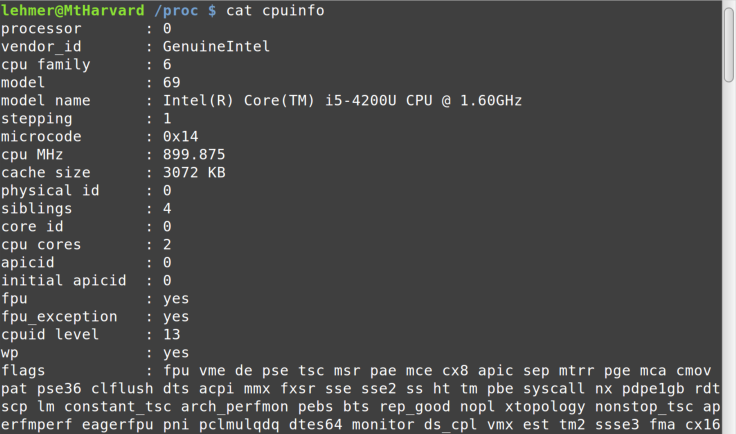 lehmer@MtHarvard /proc $ cat cpuinfo
processor : 0
vendor_id : GenuineIntel
cpu family : 6
model : 69
model name : Intel(R) Core(TM) i5-4200U CPU @ 1.60GHz
stepping : 1
microcode : 0x14
cpu MHz : 899.875
cache size : 3072 KB
physical id : 0
siblings : 4
core id : 0
cpu cores : 2
apicid : 0
initial apicid : 0
fpu : yes
fpu_exception : yes
cpuid level : 13
wp : yes
flags : fpu vme de pse tsc msr pae mce cx8 apic sep mtrr pge mca cmov
pat pse36 clflush dts acpi mmx fxsr sse sse2 ss ht tm pbe syscall nx pdpe1gb rdt
scp lm constant_tsc arch_perfmon pebs bts rep_good nopl xtopology nonstop_tsc ap
erfmperf eagerfpu pni pclmulqdq dtes64 monitor ds_cpl vmx est tm2 ssse3 fma cx16